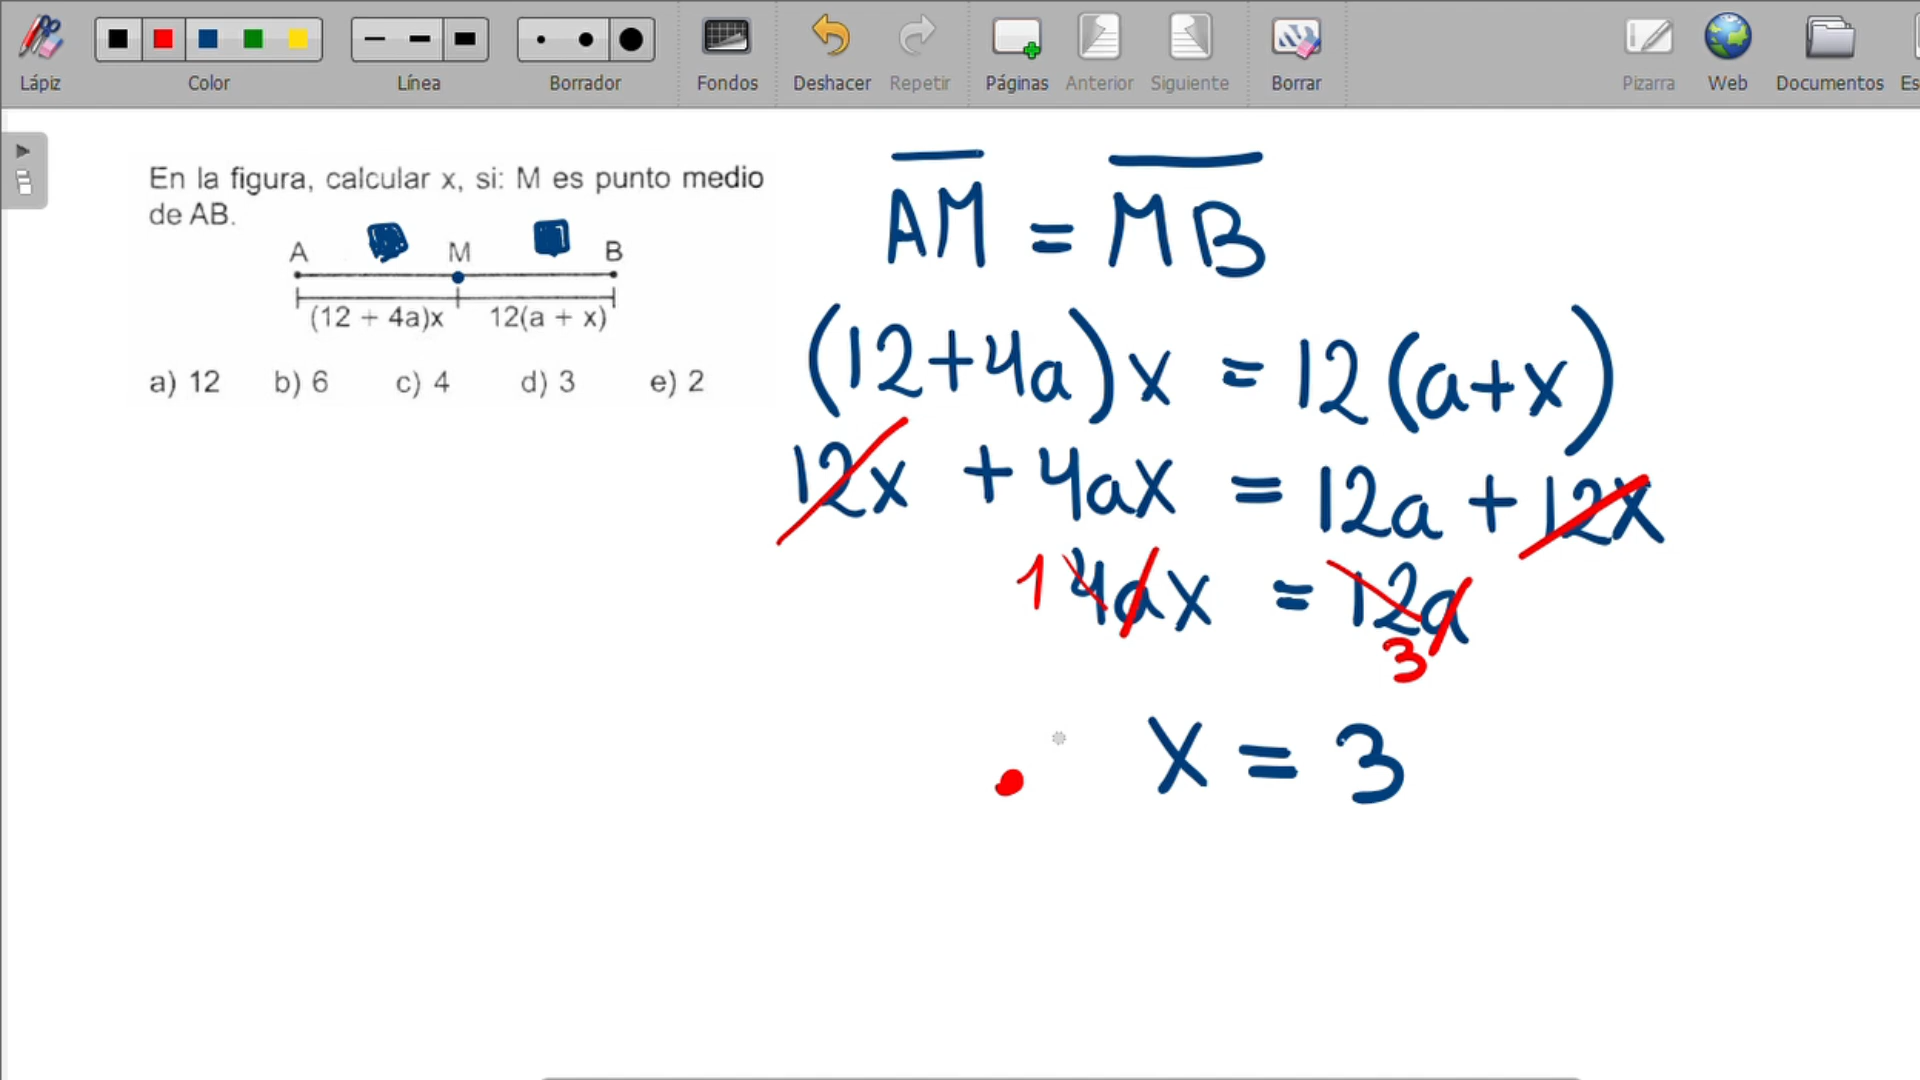 Lápiz Color Línea Borrador Fondos Deshacer Repetir Páginas Anterior Siguiente Borrar Pizarra Web Documentos Es
En la figura, calcular x, si: M es punto medio
de AB.
A M B
(12 + 4a)x 12(a + x)
a) 12 b) 6 c) 4 d) 3 e) 2
AM = MB
(12+4a)x = 12(a+x)
12x + 4ax = 12a + 12x
1 4ax = 12a
3
x = 3